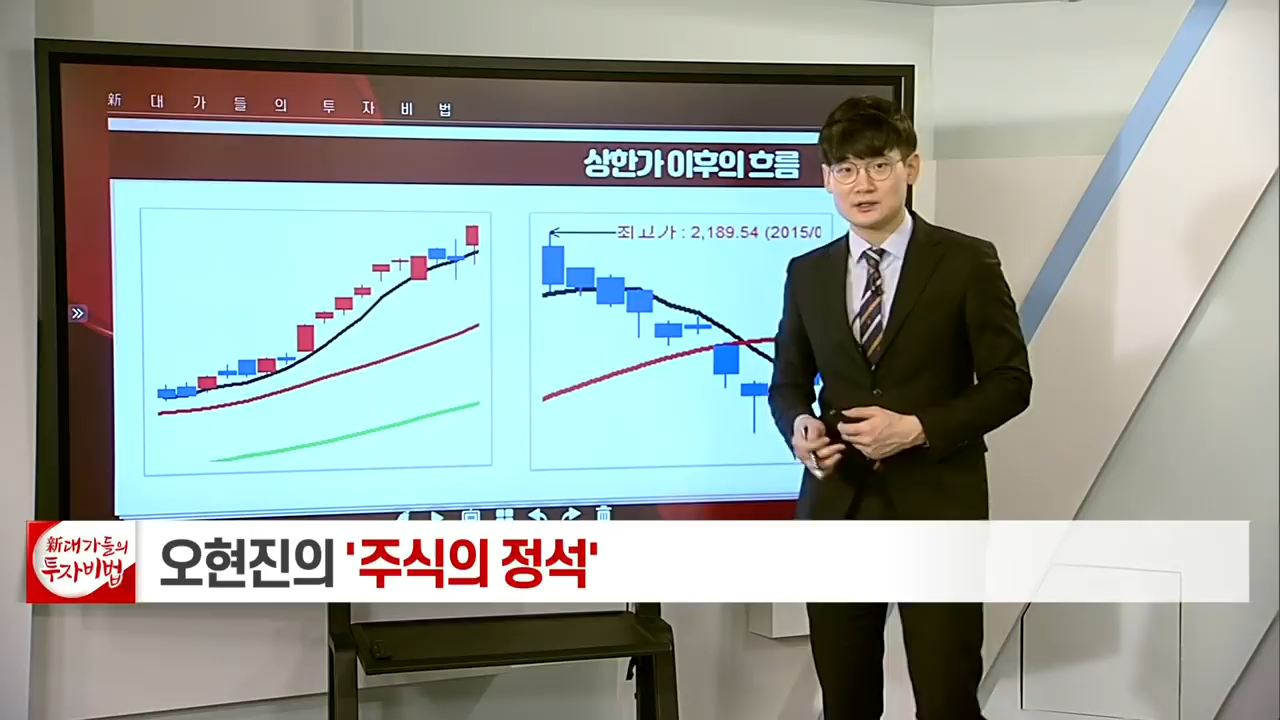 新 대 가 들 의 투 자 비 법
상한가 이후의 흐름
최고가 : 2,189.54 (2015/0
新대가들의
투자비법
오현진의 '주식의 정석'